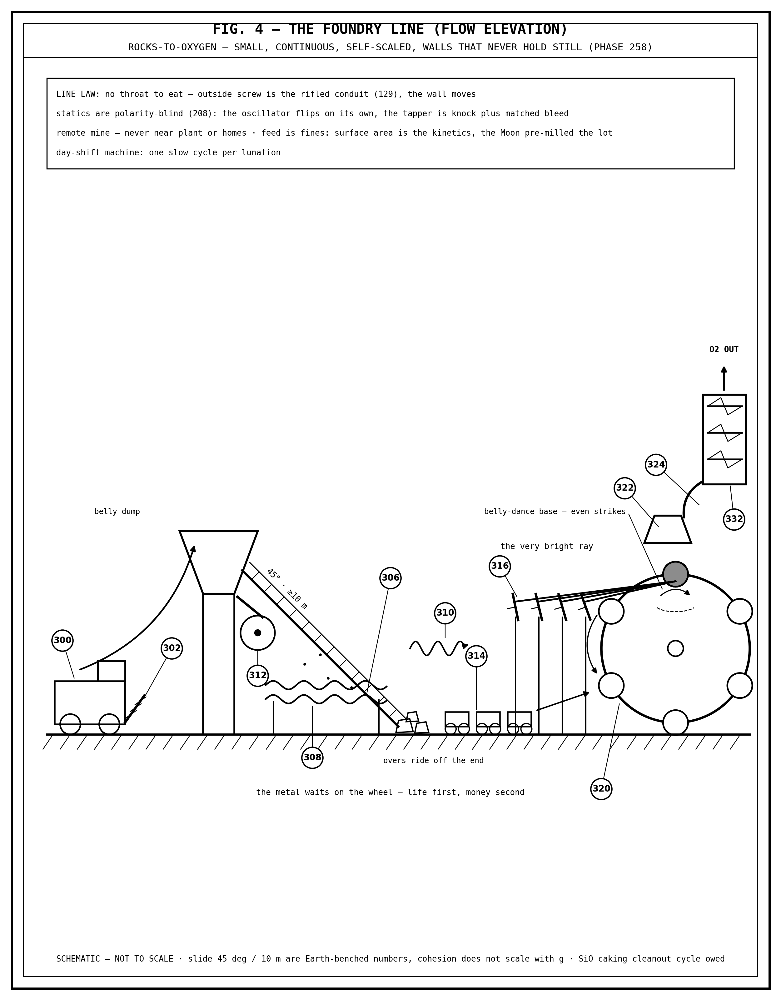 FIG. 4 — THE FOUNDRY LINE (FLOW ELEVATION)
ROCKS-TO-OXYGEN — SMALL, CONTINUOUS, SELF-SCALED, WALLS THAT NEVER HOLD STILL (PHASE 258)
LINE LAW: no throat to eat — outside screw is the rifled conduit (129), the wall moves
statics are polarity-blind (208): the oscillator flips on its own, the tapper is knock plus matched bleed
remote mine — never near plant or homes · feed is fines: surface area is the kinetics, the Moon pre-milled the lot
day-shift machine: one slow cycle per lunation
O2 OUT
324
322
belly dump
belly-dance base — even strikes
332
the very bright ray
316
45° · ≥10 m
306
310
300
302
314
312
308
overs ride off the end
320
the metal waits on the wheel — life first, money second
SCHEMATIC — NOT TO SCALE · slide 45 deg / 10 m are Earth-benched numbers, cohesion does not scale with g · SiO caking cleanout cycle owed